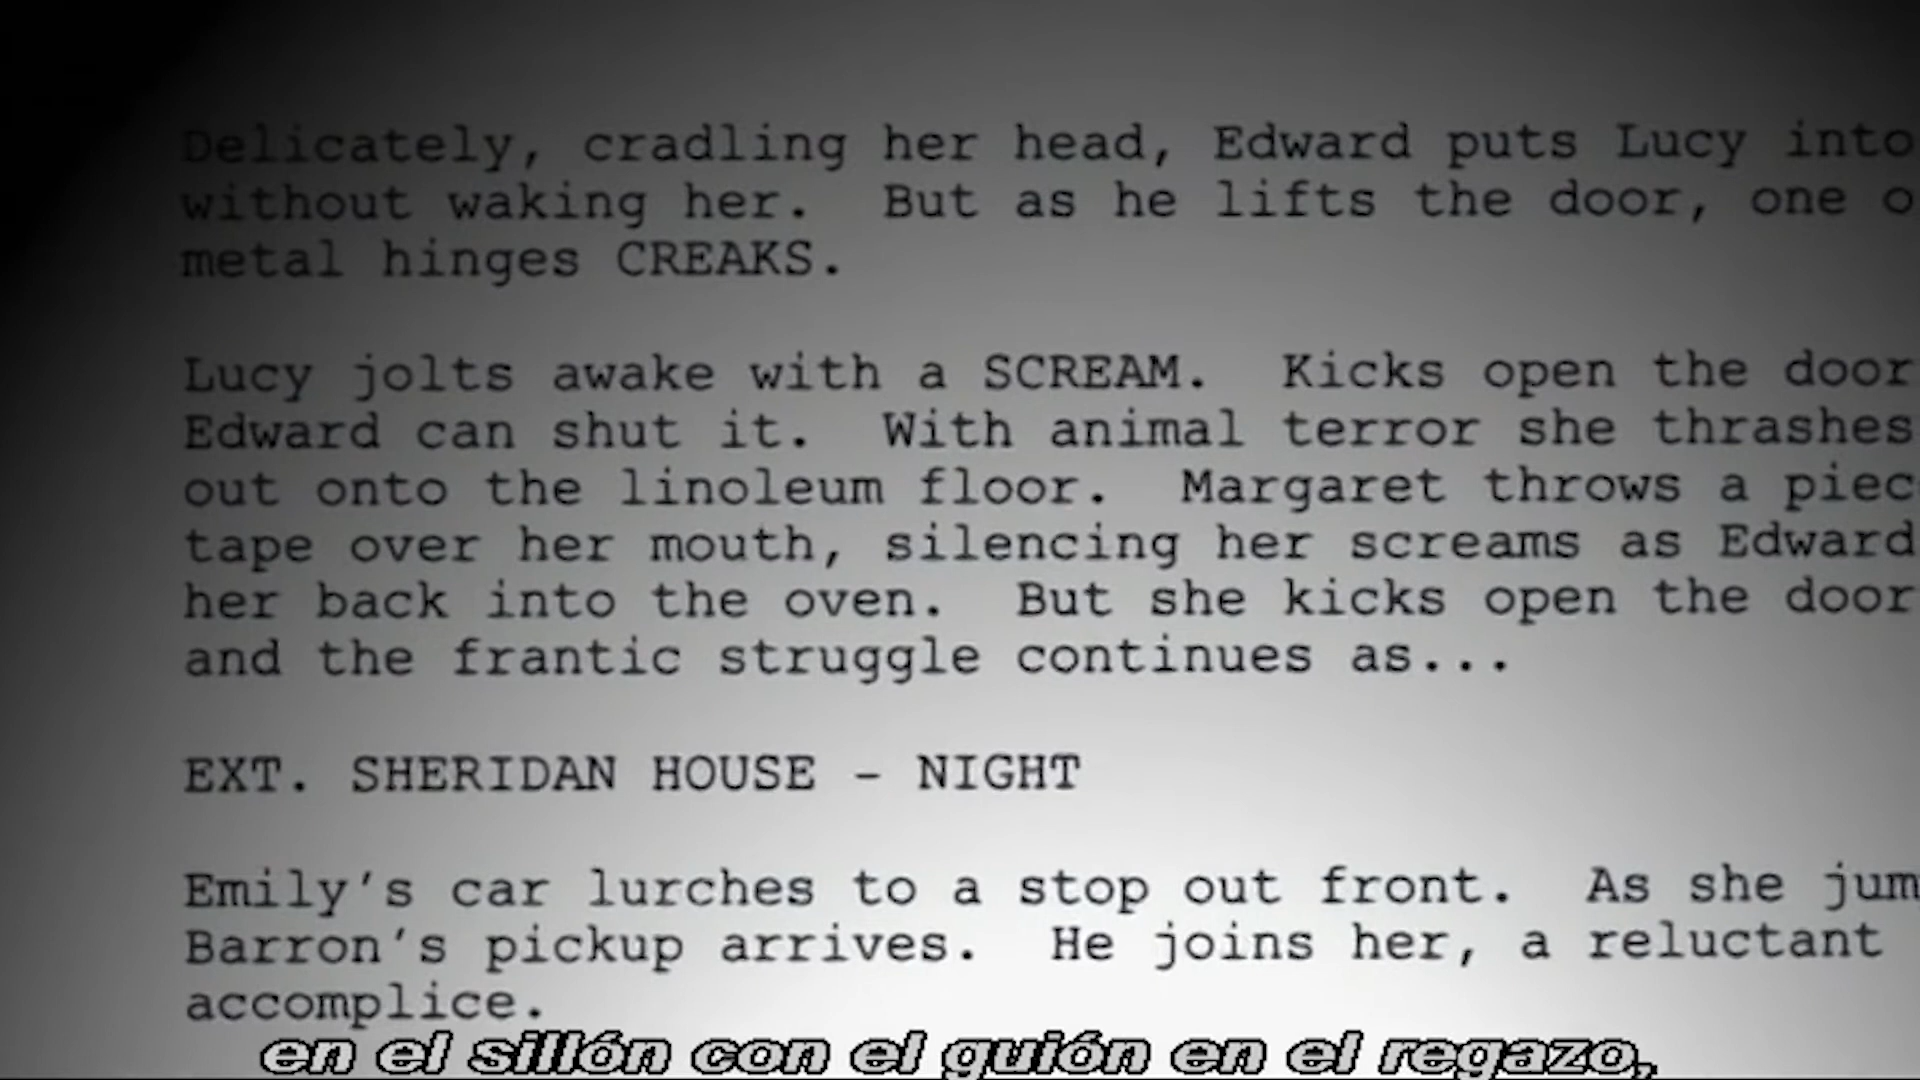 Delicately, cradling her head, Edward puts Lucy into
without waking her. But as he lifts the door, one o
metal hinges CREAKS.
Lucy jolts awake with a SCREAM. Kicks open the door
Edward can shut it. With animal terror she thrashes
out onto the linoleum floor. Margaret throws a piec
tape over her mouth, silencing her screams as Edward
her back into the oven. But she kicks open the door
and the frantic struggle continues as...
EXT. SHERIDAN HOUSE - NIGHT
Emily's car lurches to a stop out front. As she jum
Barron's pickup arrives. He joins her, a reluctant
accomplice.
en el sillón con el guión en el regazo,